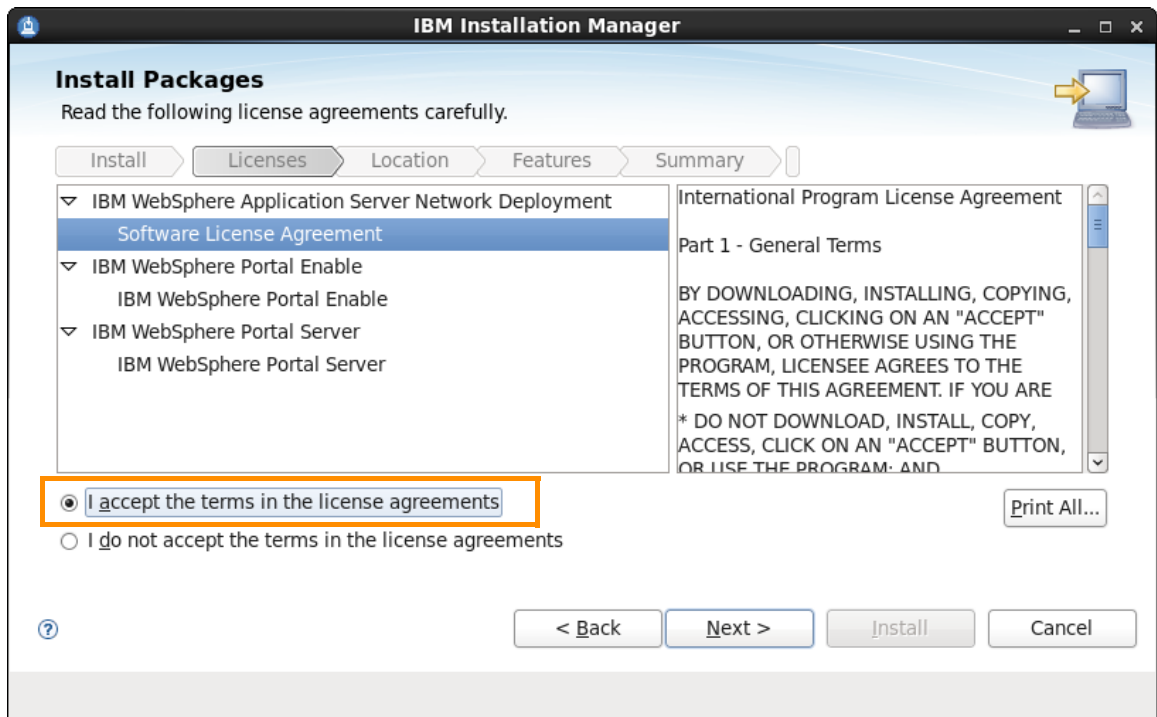 IBM Installation Manager
Install Packages
Read the following license agreements carefully.
Install Licenses Location Features Summary
IBM WebSphere Application Server Network Deployment
Software License Agreement
IBM WebSphere Portal Enable
IBM WebSphere Portal Enable
IBM WebSphere Portal Server
IBM WebSphere Portal Server
International Program License Agreement
Part 1 - General Terms
BY DOWNLOADING, INSTALLING, COPYING,
ACCESSING, CLICKING ON AN "ACCEPT"
BUTTON, OR OTHERWISE USING THE
PROGRAM, LICENSEE AGREES TO THE
TERMS OF THIS AGREEMENT. IF YOU ARE
* DO NOT DOWNLOAD, INSTALL, COPY,
ACCESS, CLICK ON AN "ACCEPT" BUTTON,
OR USE THE PROGRAM; AND
I accept the terms in the license agreements
Print All...
I do not accept the terms in the license agreements
?
< Back Next > Install Cancel